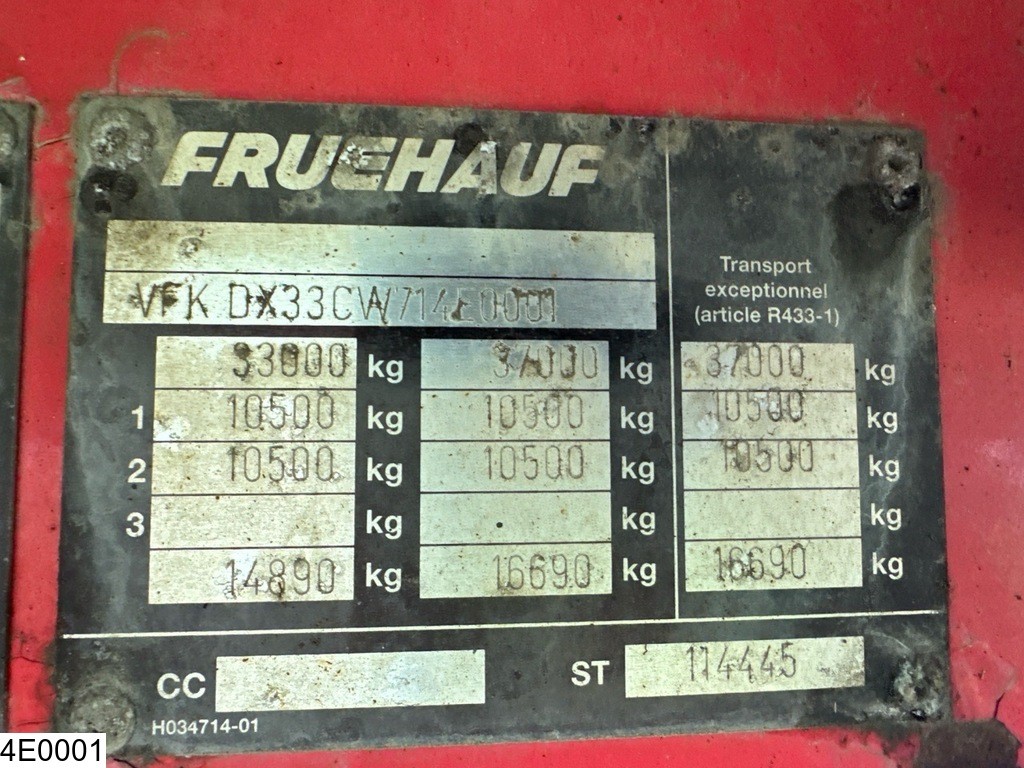 FRUEHAUF
VFK DX33CW714E0001
Transport
exceptionnel
(article R433-1)
33000 kg 37000 kg 37000 kg
1 10500 kg 10500 kg 10500 kg
2 10500 kg 10500 kg 10500 kg
3 kg kg kg
14890 kg 16690 kg 16690 kg
CC ST 114445
H034714-01
4E0001